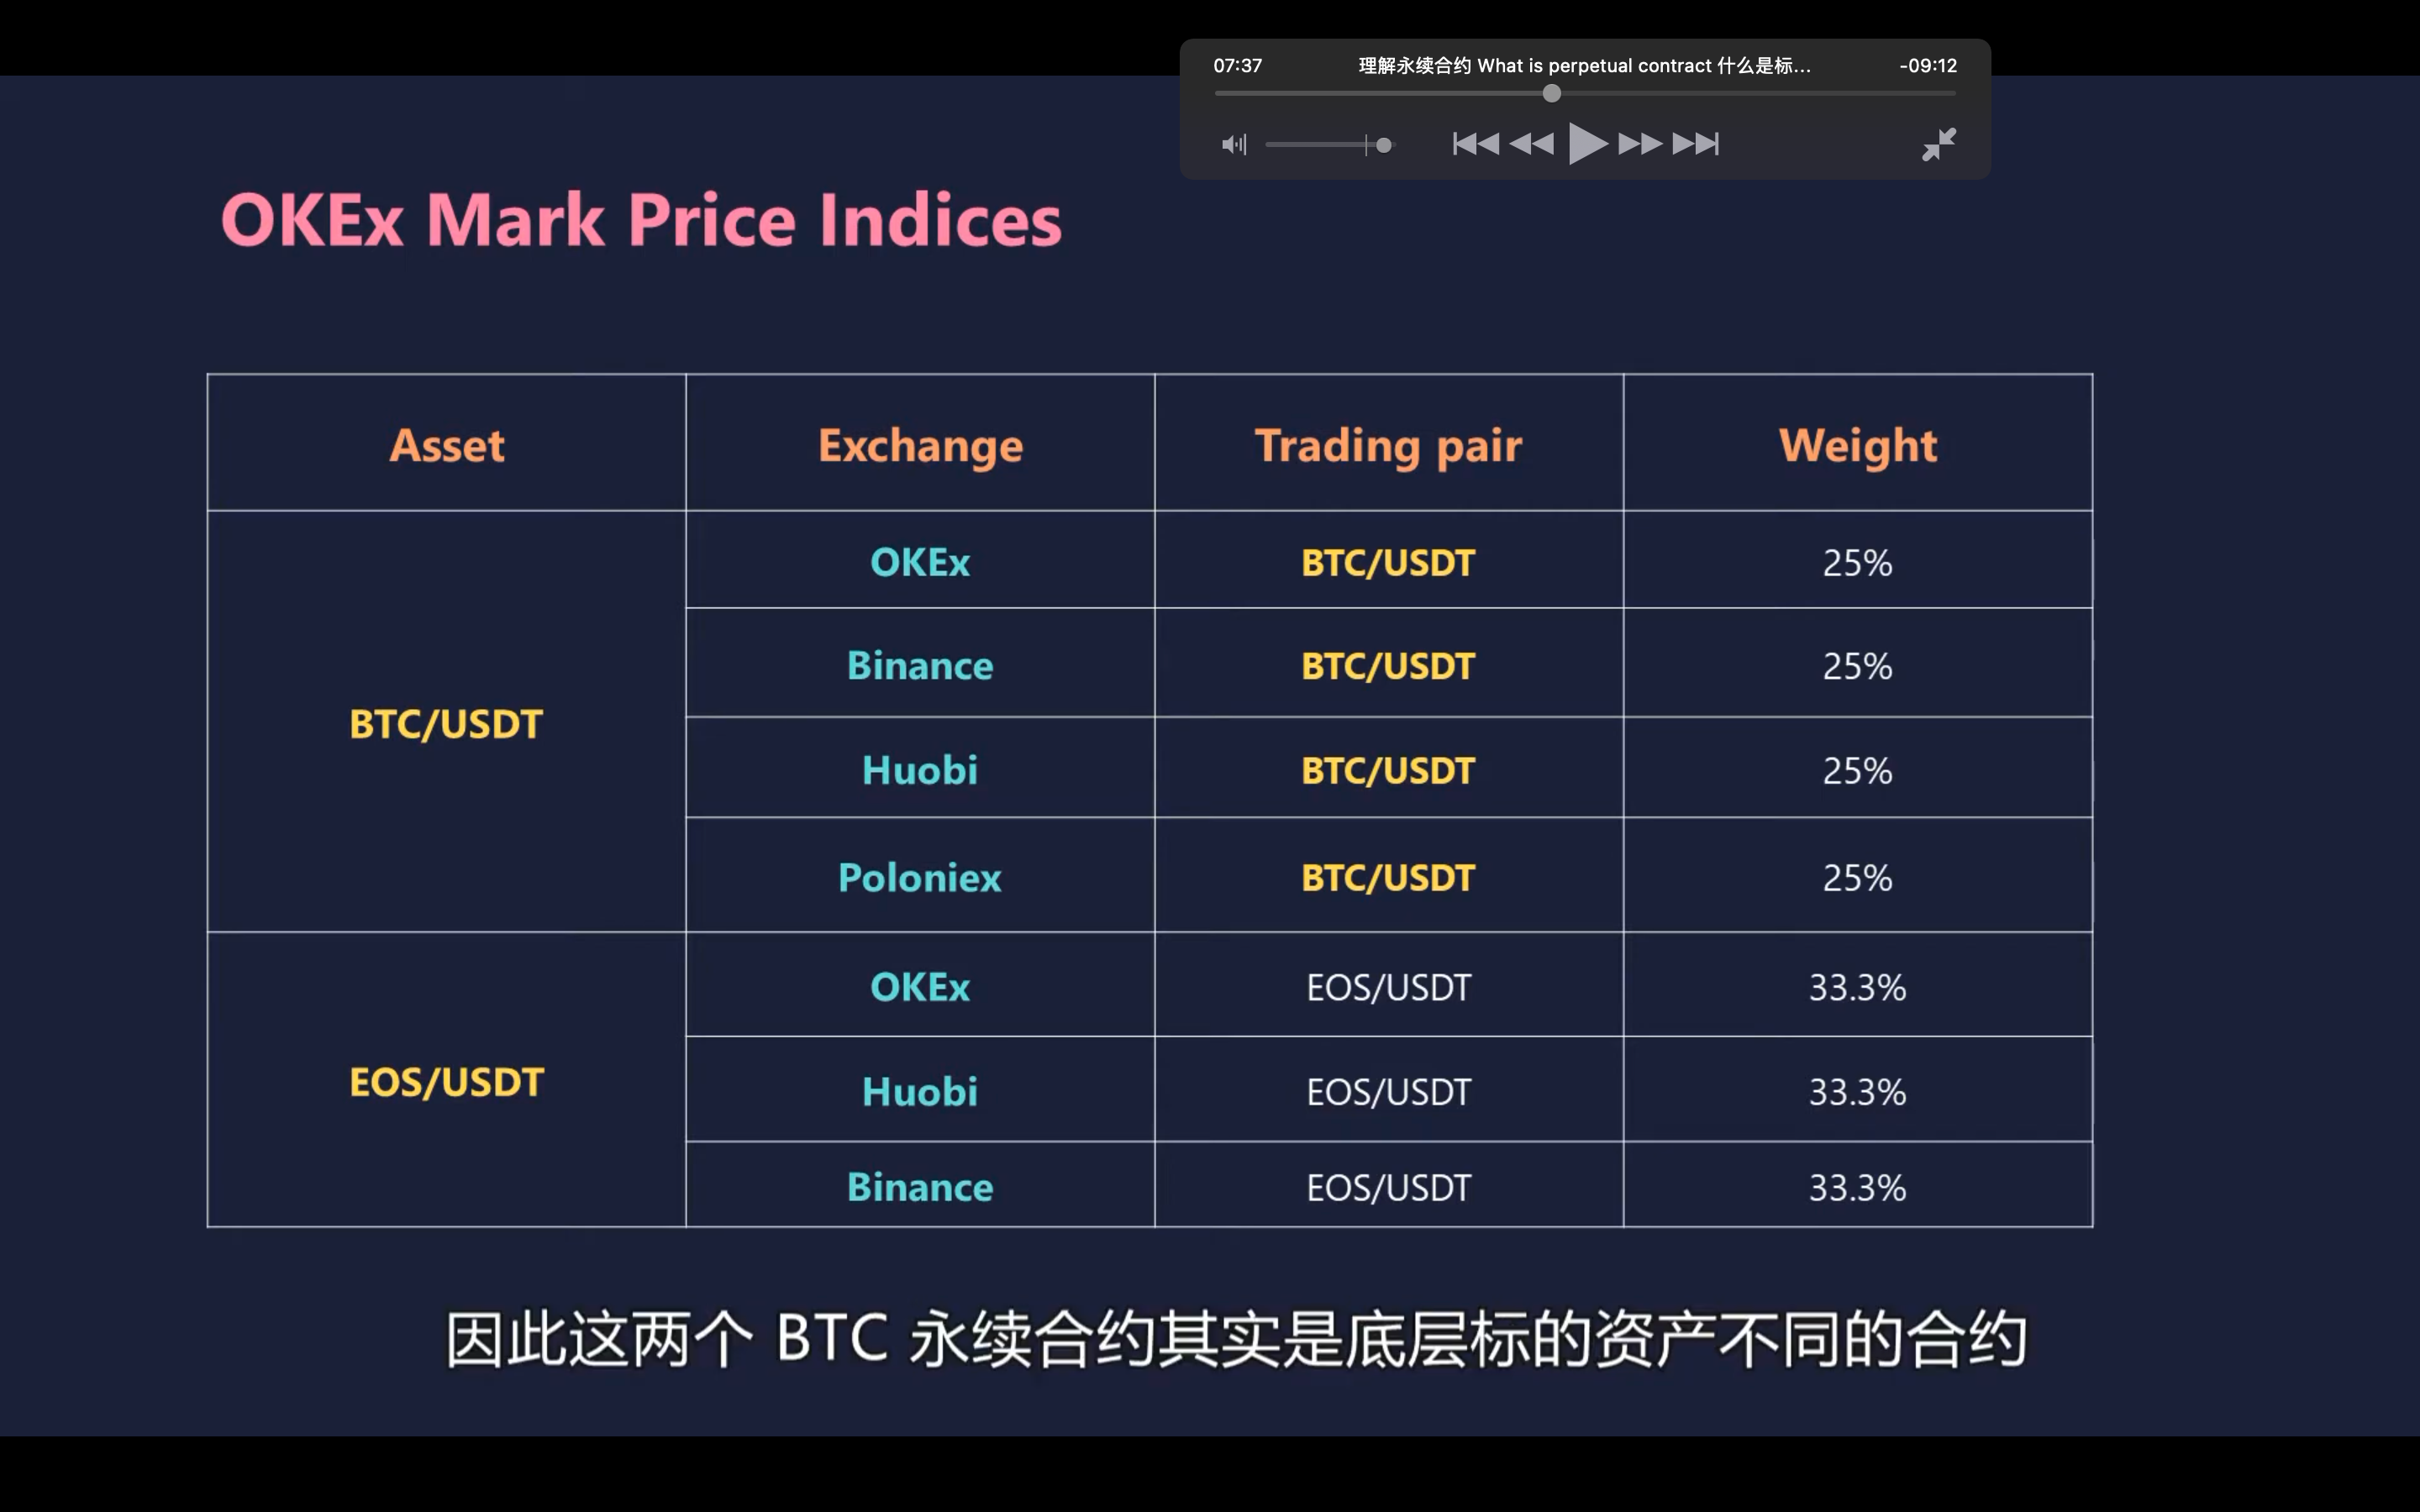 07:37 理解永续合约 What is perpetual contract 什么是标... -09:12
OKEx Mark Price Indices
Asset Exchange Trading pair Weight
BTC/USDT
OKEx BTC/USDT 25%
Binance BTC/USDT 25%
Huobi BTC/USDT 25%
Poloniex BTC/USDT 25%
EOS/USDT
OKEx EOS/USDT 33.3%
Huobi EOS/USDT 33.3%
Binance EOS/USDT 33.3%
因此这两个 BTC 永续合约其实是底层标的资产不同的合约